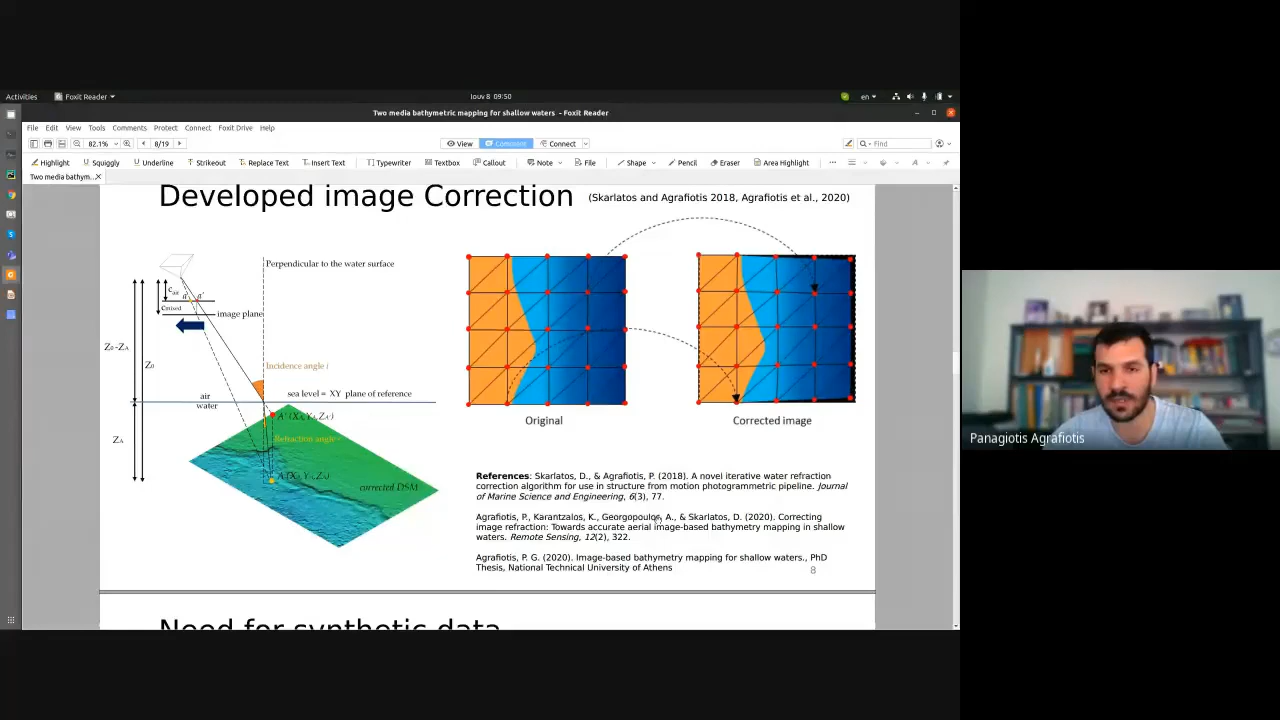 Activities Foxit Reader Ιουν 8 09:50 en
Two media bathymetric mapping for shallow waters - Foxit Reader
File Edit View Tools Comments Protect Connect Foxit Drive Help
82.1% 8/19 View Comment Connect Find
Highlight Squiggly Underline Strikeout Replace Text Insert Text Typewriter Textbox Callout Note File Shape Pencil Eraser Area Highlight
Two media bathym...
Developed image Correction (Skarlatos and Agrafiotis 2018, Agrafiotis et al., 2020)
Perpendicular to the water surface
cair
a' a''
cmixed
image plane
Z0-ZA
Z0
Incidence angle i
air
water
sea level = XY plane of reference
ZA
Refraction angle
corrected DSM
Original
Corrected image
References: Skarlatos, D., & Agrafiotis, P. (2018). A novel iterative water refraction
correction algorithm for use in structure from motion photogrammetric pipeline. Journal
of Marine Science and Engineering, 6(3), 77.
Agrafiotis, P., Karantzalos, K., Georgopoulos, A., & Skarlatos, D. (2020). Correcting
image refraction: Towards accurate aerial image-based bathymetry mapping in shallow
waters. Remote Sensing, 12(2), 322.
Agrafiotis, P. G. (2020). Image-based bathymetry mapping for shallow waters., PhD
Thesis, National Technical University of Athens
8
Need for synthetic data
Panagiotis Agrafiotis